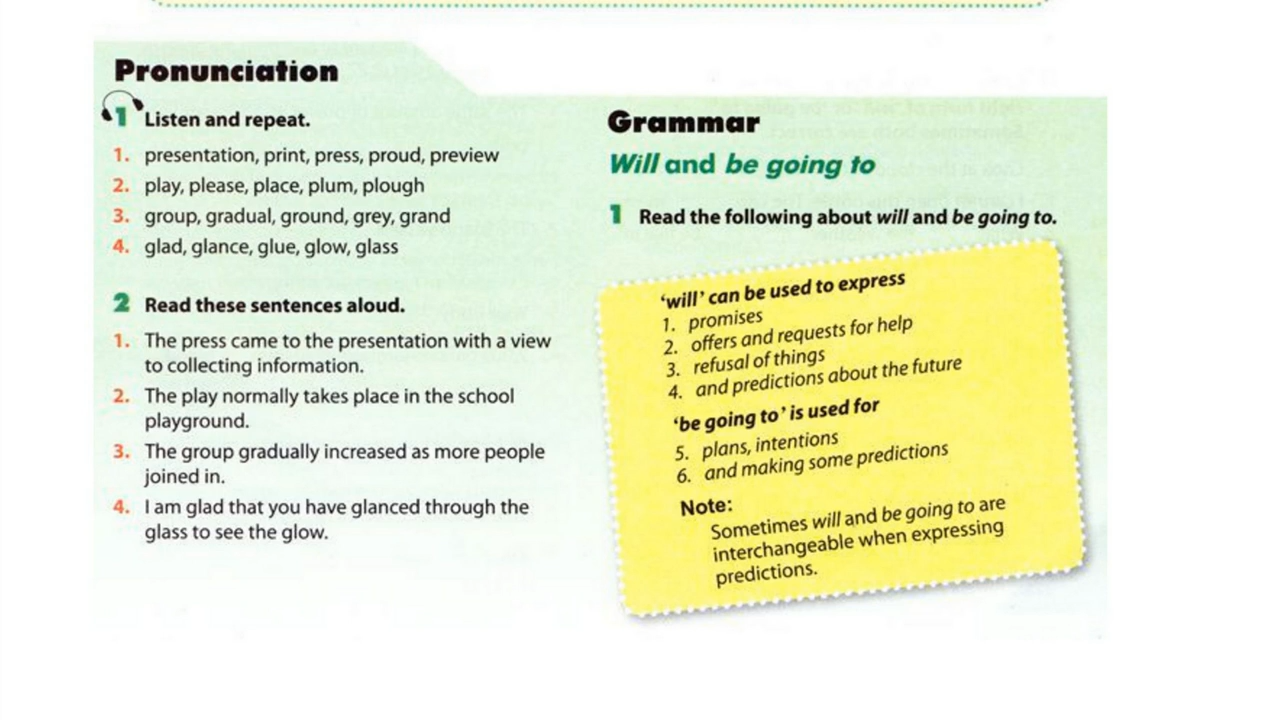 Pronunciation
1 Listen and repeat.
1. presentation, print, press, proud, preview
2. play, please, place, plum, plough
3. group, gradual, ground, grey, grand
4. glad, glance, glue, glow, glass
2 Read these sentences aloud.
1. The press came to the presentation with a view
to collecting information.
2. The play normally takes place in the school
playground.
3. The group gradually increased as more people
joined in.
4. I am glad that you have glanced through the
glass to see the glow.
Grammar
Will and be going to
1 Read the following about will and be going to.
‘will’ can be used to express
1. promises
2. offers and requests for help
3. refusal of things
4. and predictions about the future
‘be going to’ is used for
5. plans, intentions
6. and making some predictions
Note:
Sometimes will and be going to are
interchangeable when expressing
predictions.